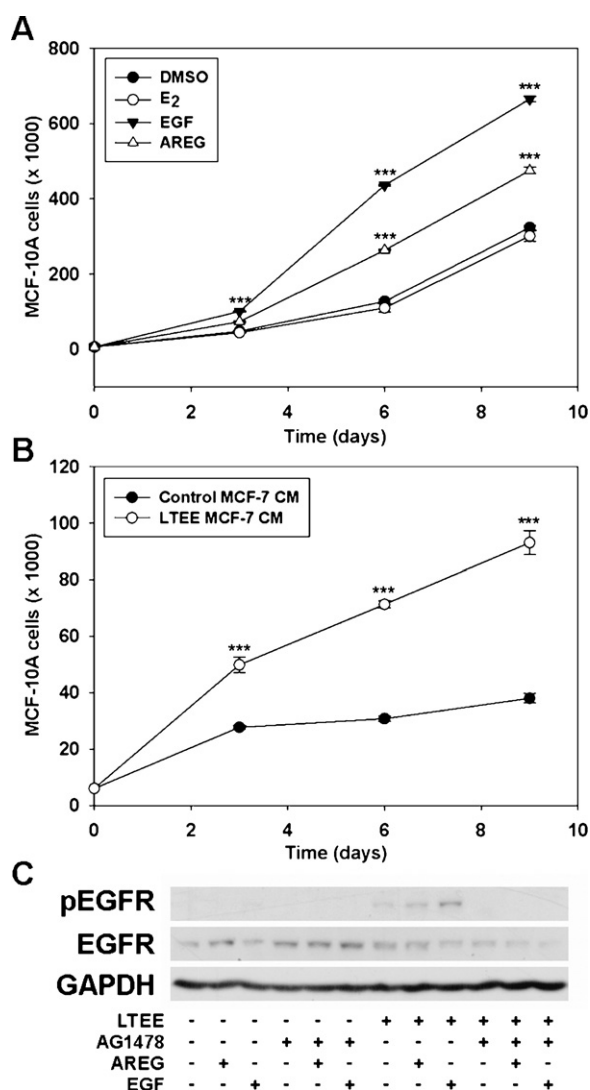 A
800
600
400
200
0
MCF-10A cells (x 1000)
DMSO
E2
EGF
AREG
***
***
***
***
***
0 2 4 6 8 10
Time (days)
B
120
100
80
60
40
20
0
MCF-10A cells (x 1000)
Control MCF-7 CM
LTEE MCF-7 CM
***
***
***
0 2 4 6 8 10
Time (days)
C
pEGFR
EGFR
GAPDH
LTEE - - - - - - + + + + + +
AG1478 - - - + + + - - - + + +
AREG - + - - + - - + - - + -
EGF - - + - - + - - + - - +